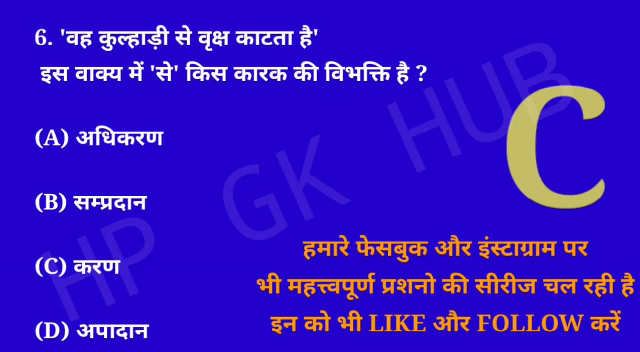 6. 'वह कुल्हाड़ी से वृक्ष काटता है'
इस वाक्य में 'से' किस कारक की विभक्ति है ?
(A) अधिकरण
(B) सम्प्रदान
(C) करण
(D) अपादान
C
हमारे फेसबुक और इंस्टाग्राम पर
भी महत्त्वपूर्ण प्रशनो की सीरीज चल रही है
इन को भी LIKE और FOLLOW करें
HP GK HUB